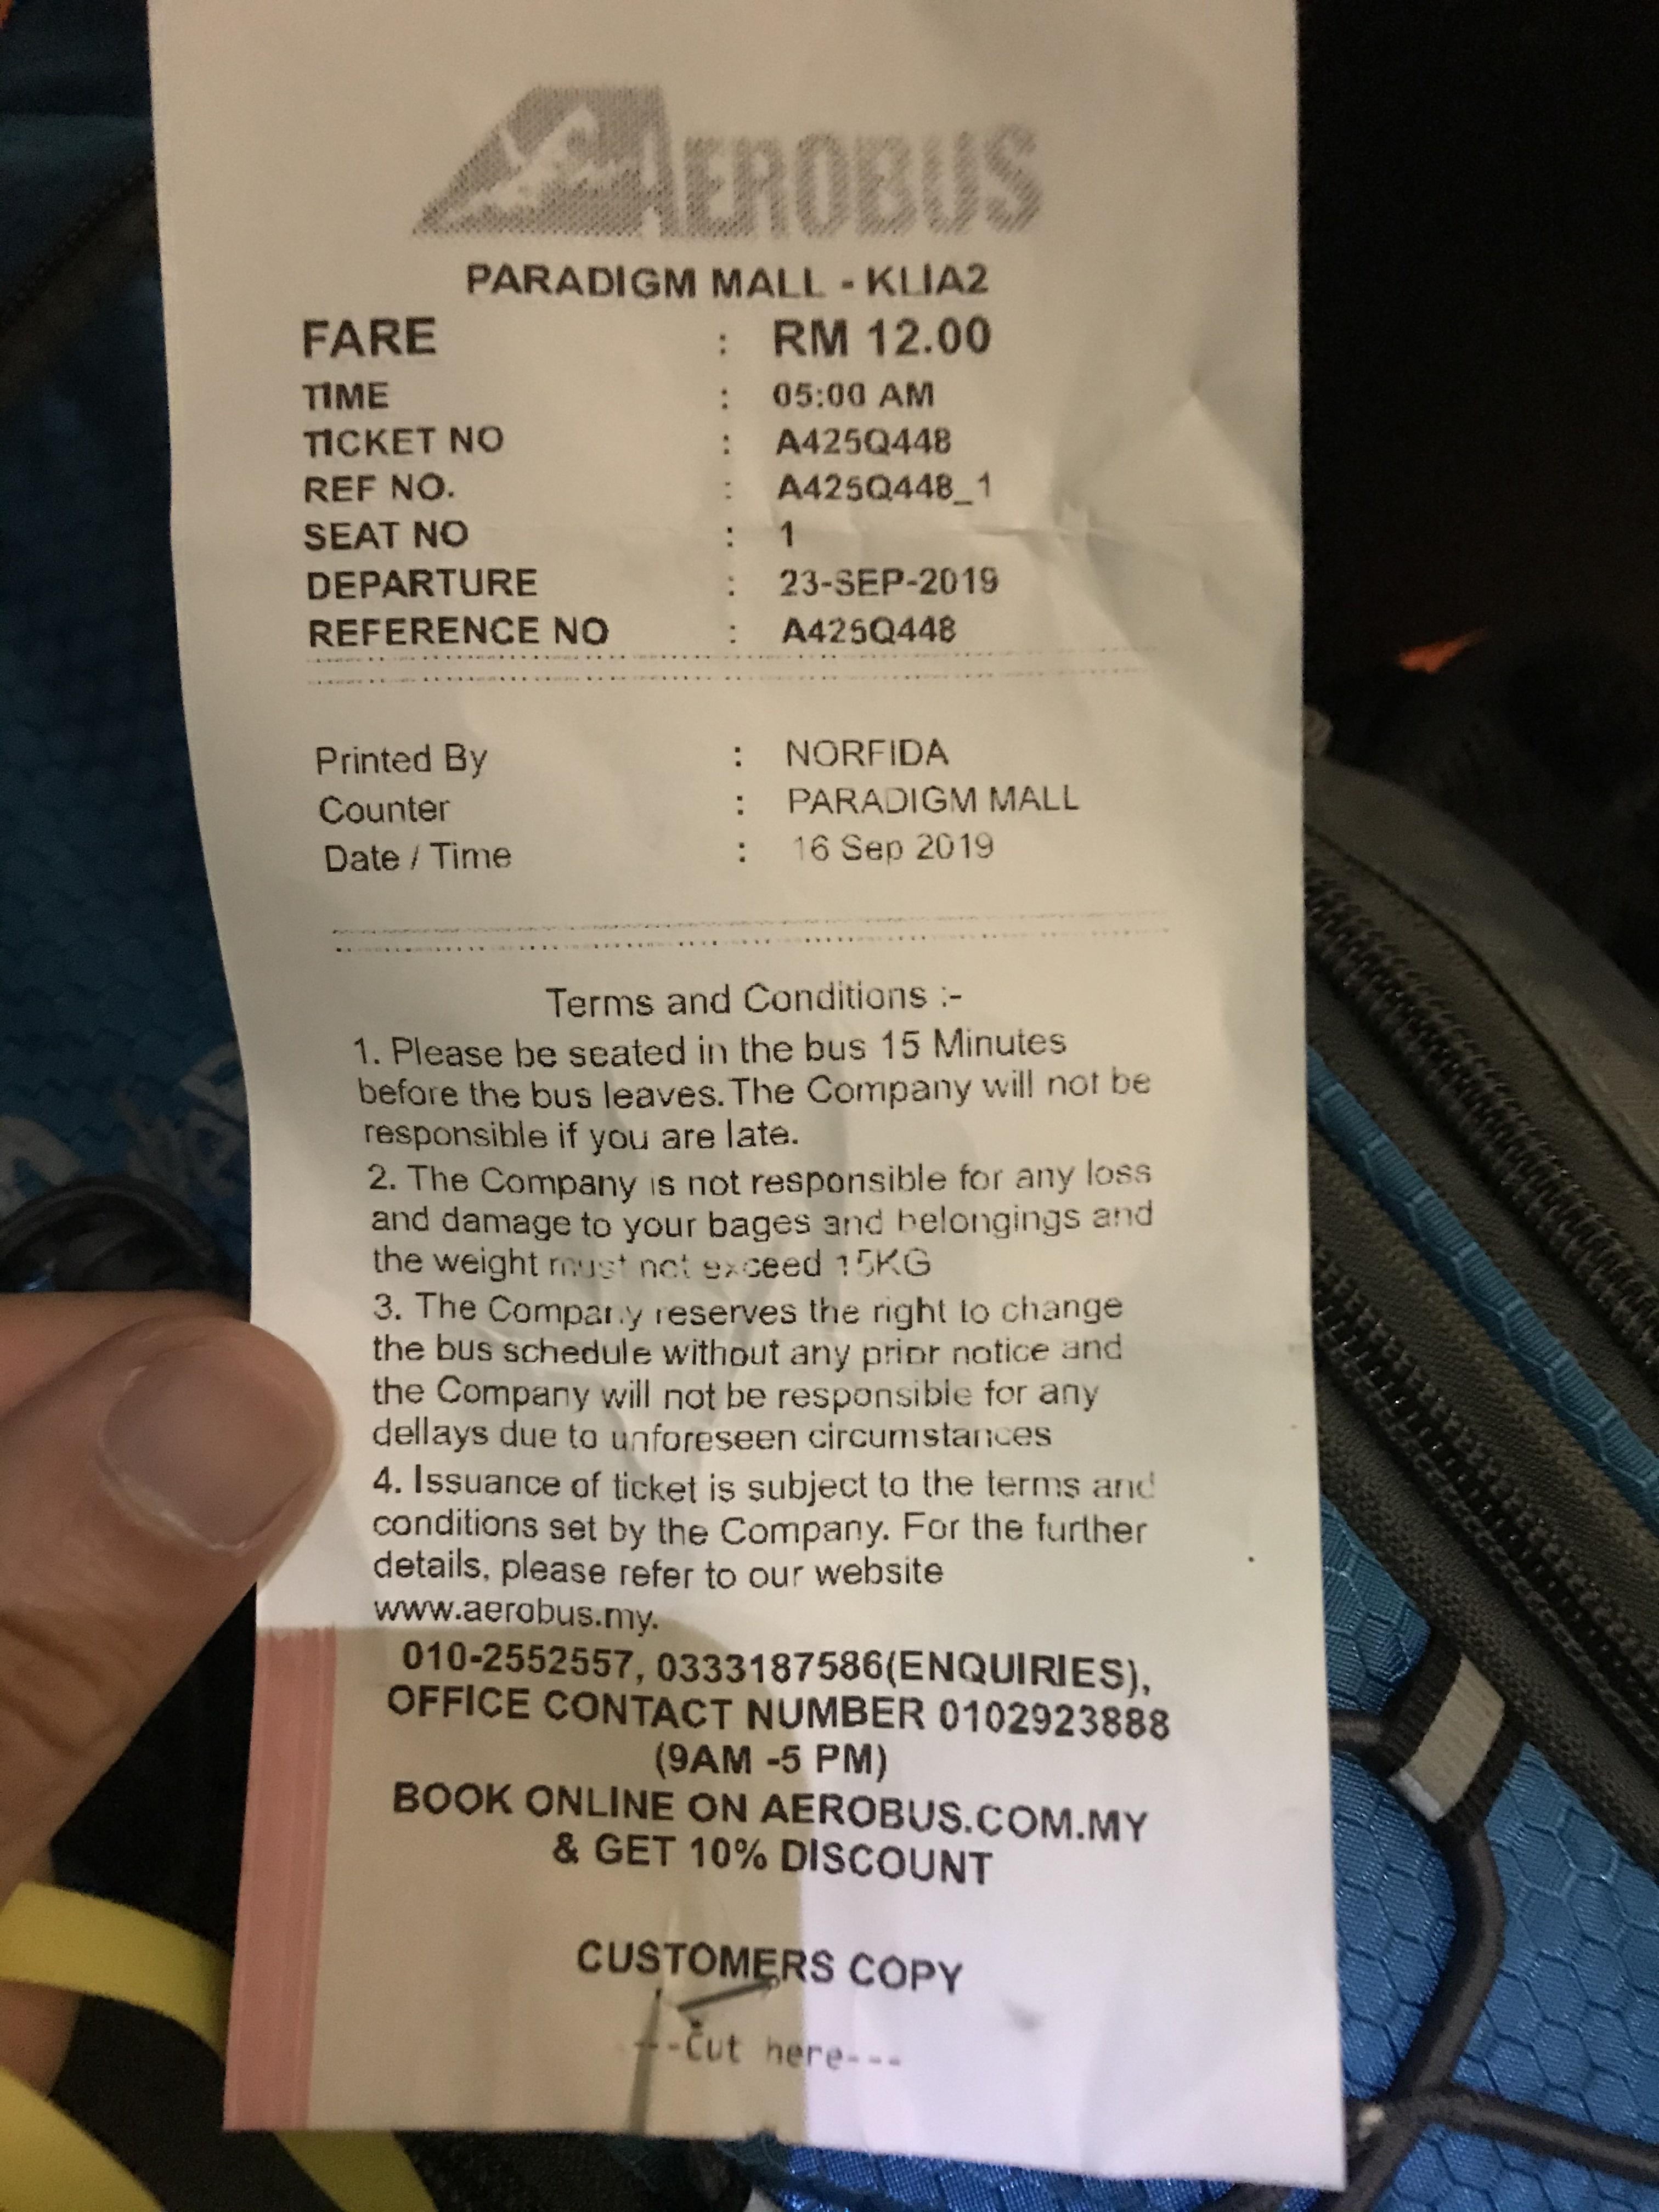 AEROBUS
PARADIGM MALL - KLIA2
FARE : RM 12.00
TIME : 05:00 AM
TICKET NO : A425Q448
REF NO. : A425Q448_1
SEAT NO : 1
DEPARTURE : 23-SEP-2019
REFERENCE NO : A425Q448
Printed By : NORFIDA
Counter : PARADIGM MALL
Date / Time : 16 Sep 2019
Terms and Conditions :-
1. Please be seated in the bus 15 Minutes
before the bus leaves. The Company will not be
responsible if you are late.
2. The Company is not responsible for any loss
and damage to your bages and belongings and
the weight must not exceed 15KG
3. The Company reserves the right to change
the bus schedule without any prior notice and
the Company will not be responsible for any
dellays due to unforeseen circumstances
4. Issuance of ticket is subject to the terms and
conditions set by the Company. For the further
details, please refer to our website
www.aerobus.my.
010-2552557, 0333187586(ENQUIRIES),
OFFICE CONTACT NUMBER 0102923888
(9AM -5 PM)
BOOK ONLINE ON AEROBUS.COM.MY
& GET 10% DISCOUNT
CUSTOMERS COPY
---Cut here---